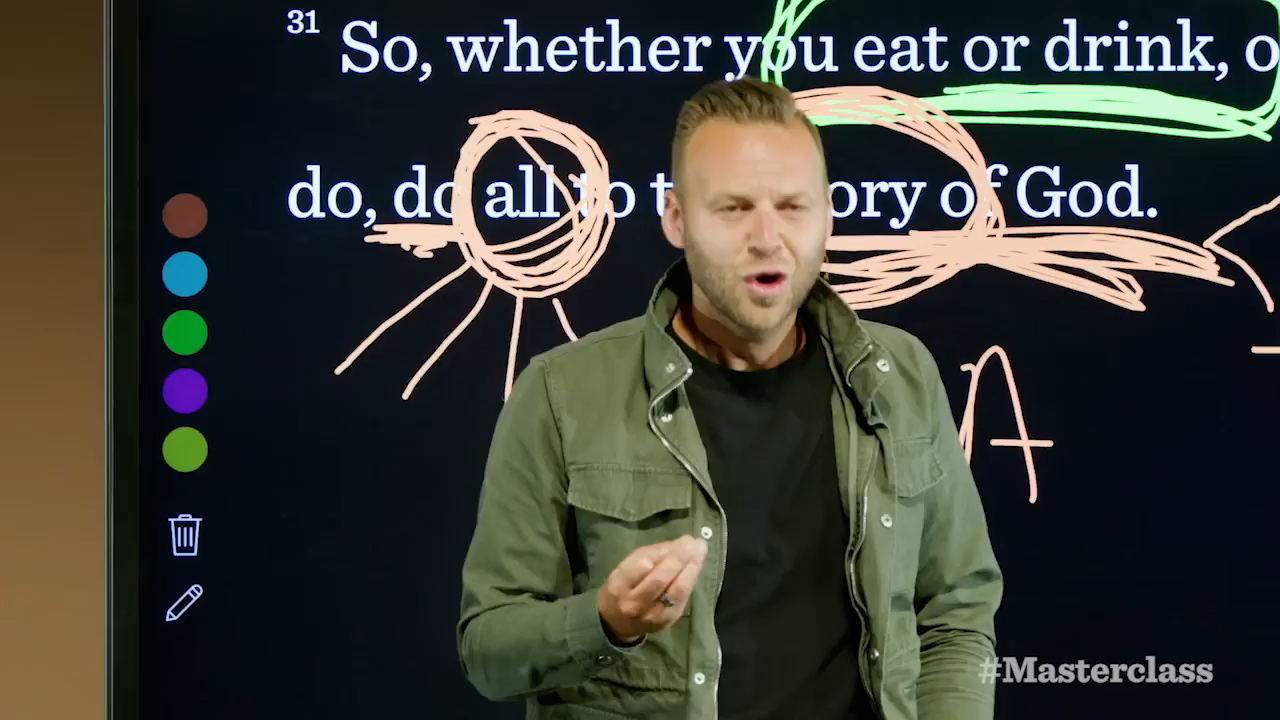 31 So, whether you eat or drink, o
do, do all to t ory of God.
A
#Masterclass